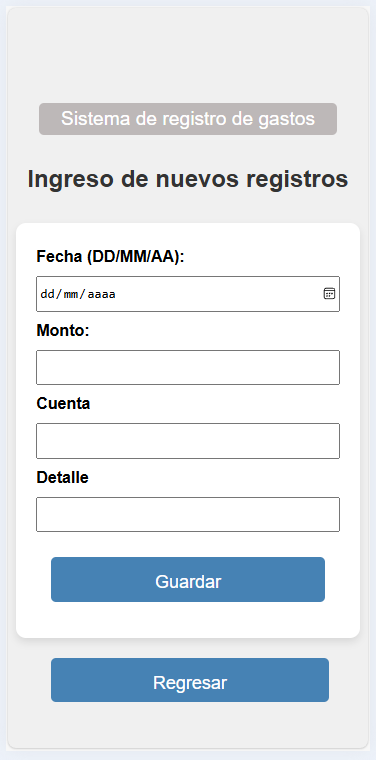 Sistema de registro de gastos
Ingreso de nuevos registros
Fecha (DD/MM/AA):
dd/mm/aaaa
Monto:
Cuenta
Detalle
Guardar
Regresar